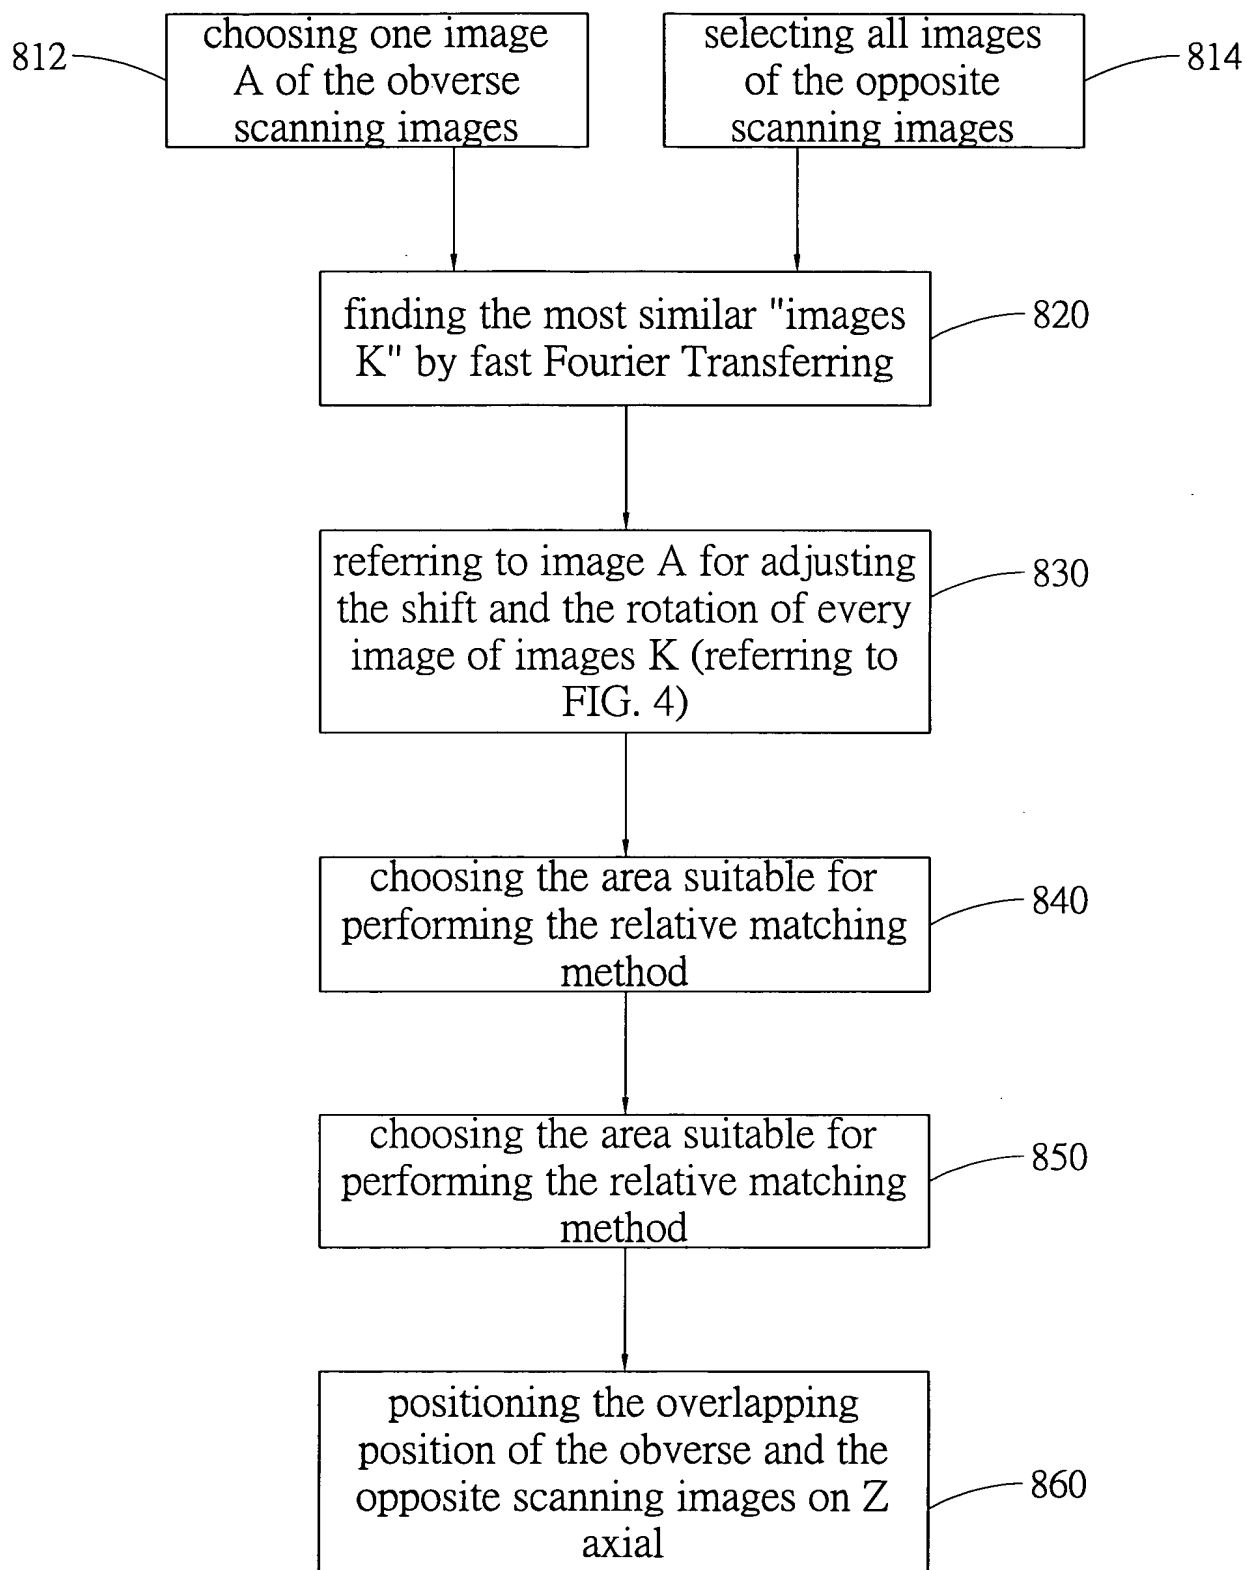 812
choosing one image
A of the obverse
scanning images
selecting all images
of the opposite
scanning images
814
finding the most similar "images
K" by fast Fourier Transferring
820
referring to image A for adjusting
the shift and the rotation of every
image of images K (referring to
FIG. 4)
830
choosing the area suitable for
performing the relative matching
method
840
choosing the area suitable for
performing the relative matching
method
850
positioning the overlapping
position of the obverse and the
opposite scanning images on Z
axial
860